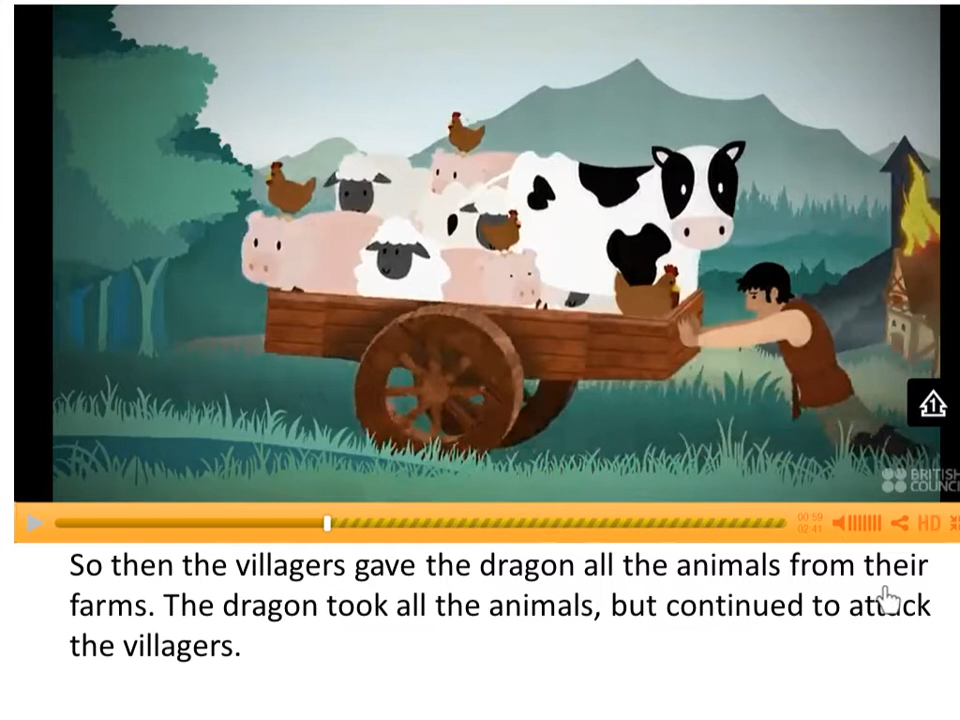 1
BRITISH
COUNCIL
00:59
02:41
HD
So then the villagers gave the dragon all the animals from their
farms. The dragon took all the animals, but continued to attack
the villagers.